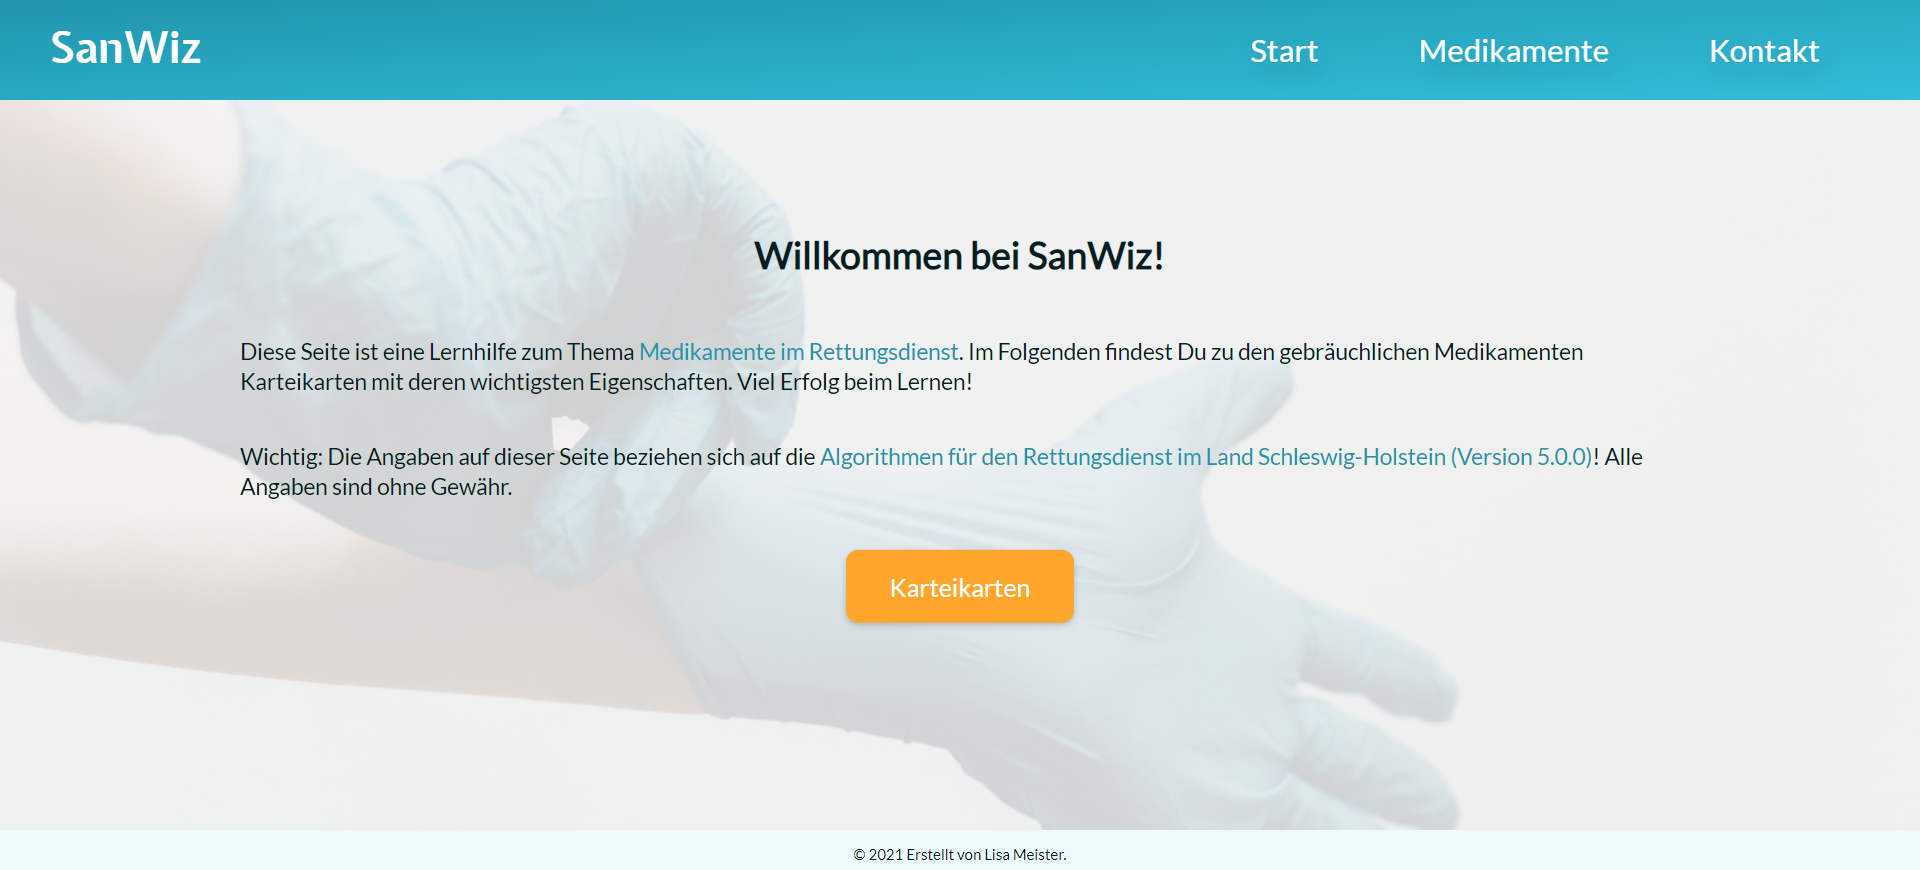 SanWiz
Start
Medikamente
Kontakt
Willkommen bei SanWiz!
Diese Seite ist eine Lernhilfe zum Thema Medikamente im Rettungsdienst. Im Folgenden findest Du zu den gebräuchlichen Medikamenten
Karteikarten mit deren wichtigsten Eigenschaften. Viel Erfolg beim Lernen!
Wichtig: Die Angaben auf dieser Seite beziehen sich auf die Algorithmen für den Rettungsdienst im Land Schleswig-Holstein (Version 5.0.0)! Alle
Angaben sind ohne Gewähr.
Karteikarten
© 2021 Erstellt von Lisa Meister.